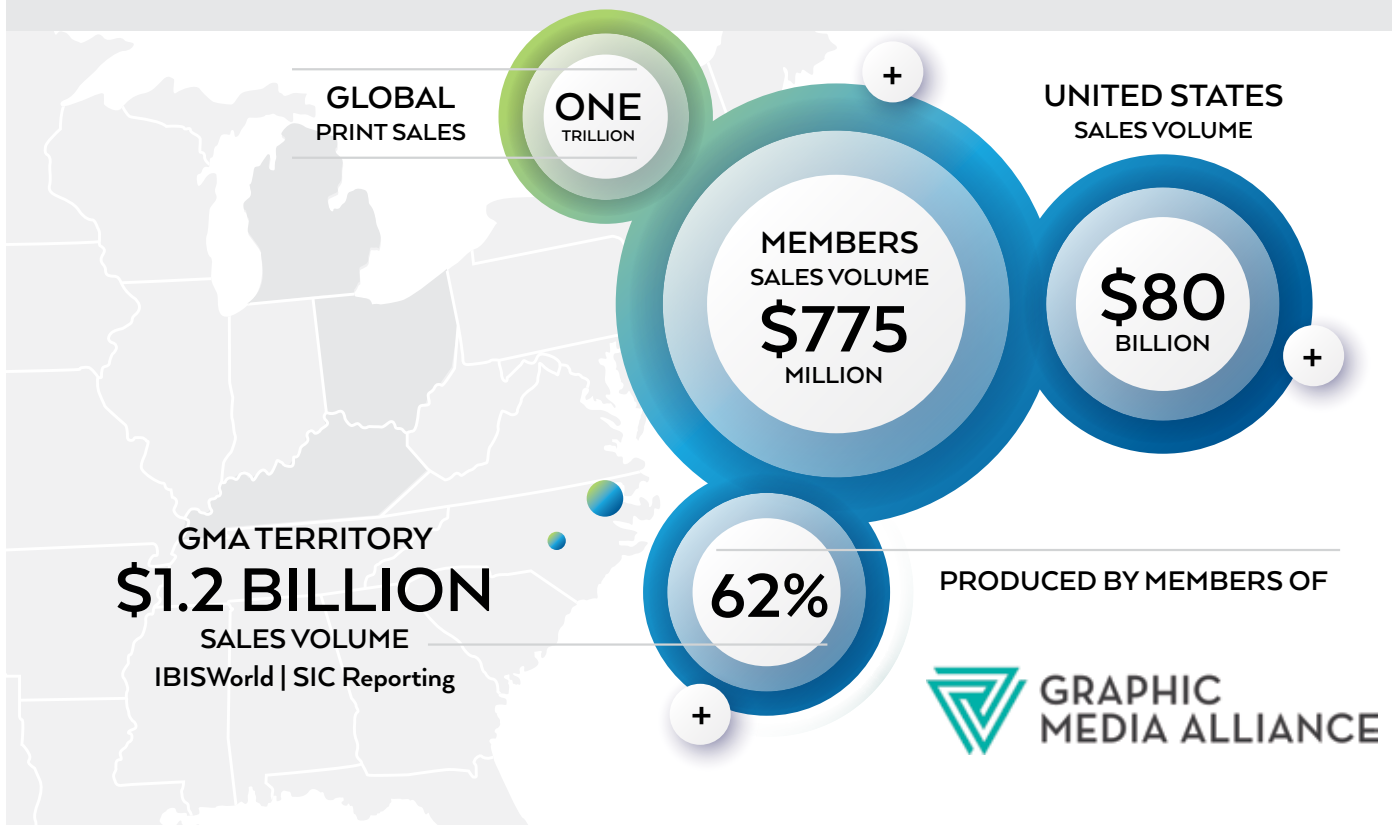 GLOBAL
PRINT SALES
ONE
TRILLION
+
UNITED STATES
SALES VOLUME
MEMBERS
SALES VOLUME
$775
MILLION
$80
BILLION
+
GMA TERRITORY
$1.2 BILLION
SALES VOLUME
IBISWorld | SIC Reporting
62%
+
PRODUCED BY MEMBERS OF
GRAPHIC
MEDIA ALLIANCE